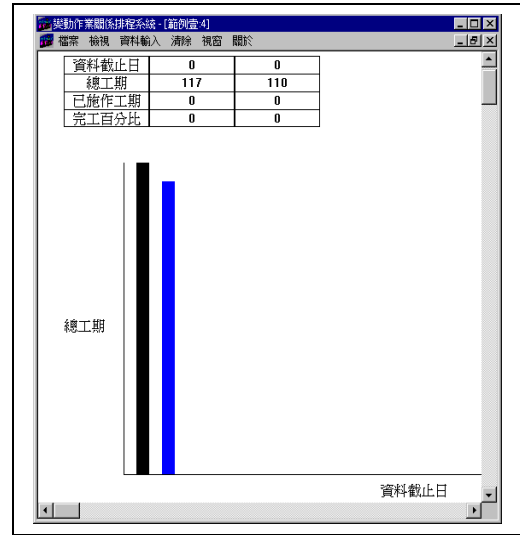 變動作業關係排程系統 - [範例壹:4]
檔案 檢視 資料輸入 清除 視窗 關於
資料截止日 0 0
總工期 117 110
已施作工期 0 0
完工百分比 0 0
總工期
資料截止日